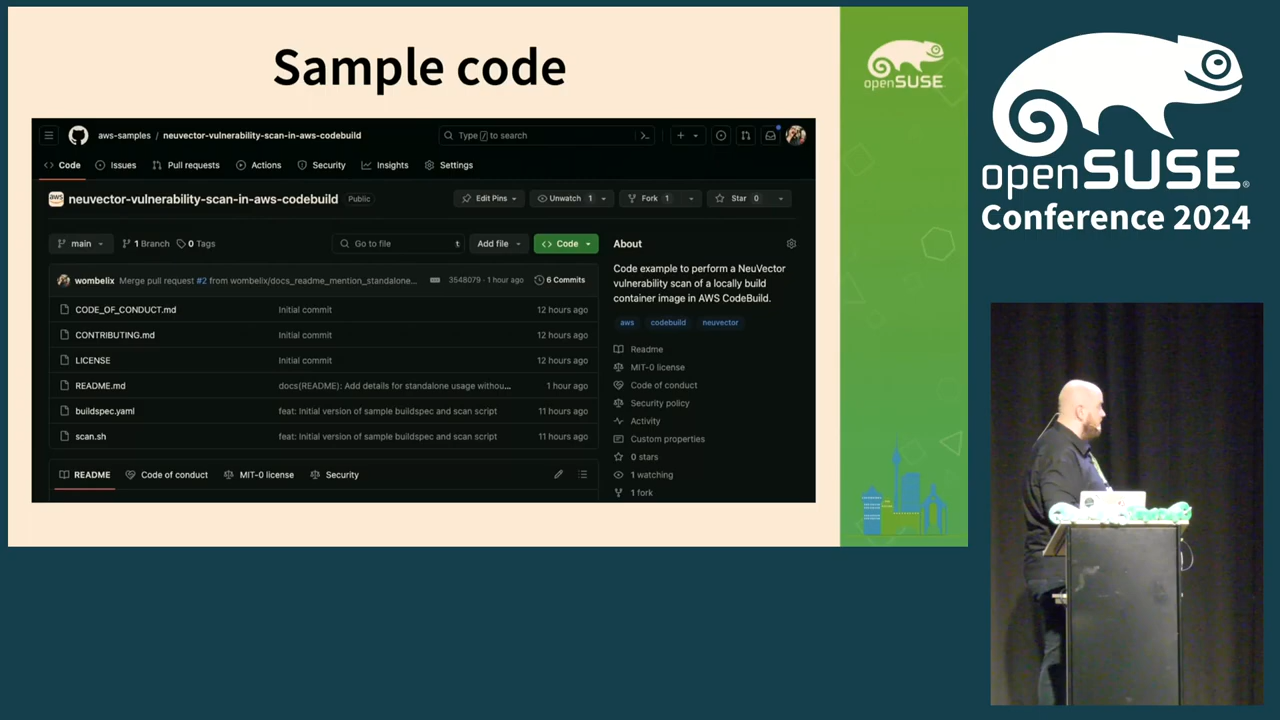 Sample code
openSUSE
aws-samples / neuvector-vulnerability-scan-in-aws-codebuild
Type / to search
Code
Issues
Pull requests
Actions
Security
Insights
Settings
aws
neuvector-vulnerability-scan-in-aws-codebuild
Public
Edit Pins
Unwatch 1
Fork 1
Star 0
main
1 Branch
0 Tags
Go to file
t
Add file
Code
wombelix Merge pull request #2 from wombelix/docs_readme_mention_standalone...
3548079 · 1 hour ago
6 Commits
CODE_OF_CONDUCT.md Initial commit 12 hours ago
CONTRIBUTING.md Initial commit 12 hours ago
LICENSE Initial commit 12 hours ago
README.md docs(README): Add details for standalone usage withou... 1 hour ago
buildspec.yaml feat: Initial version of sample buildspec and scan script 11 hours ago
scan.sh feat: Initial version of sample buildspec and scan script 11 hours ago
README
Code of conduct
MIT-0 license
Security
About
Code example to perform a NeuVector
vulnerability scan of a locally build
container image in AWS CodeBuild.
aws codebuild neuvector
Readme
MIT-0 license
Code of conduct
Security policy
Activity
Custom properties
0 stars
1 watching
1 fork
openSUSE®
Conference 2024